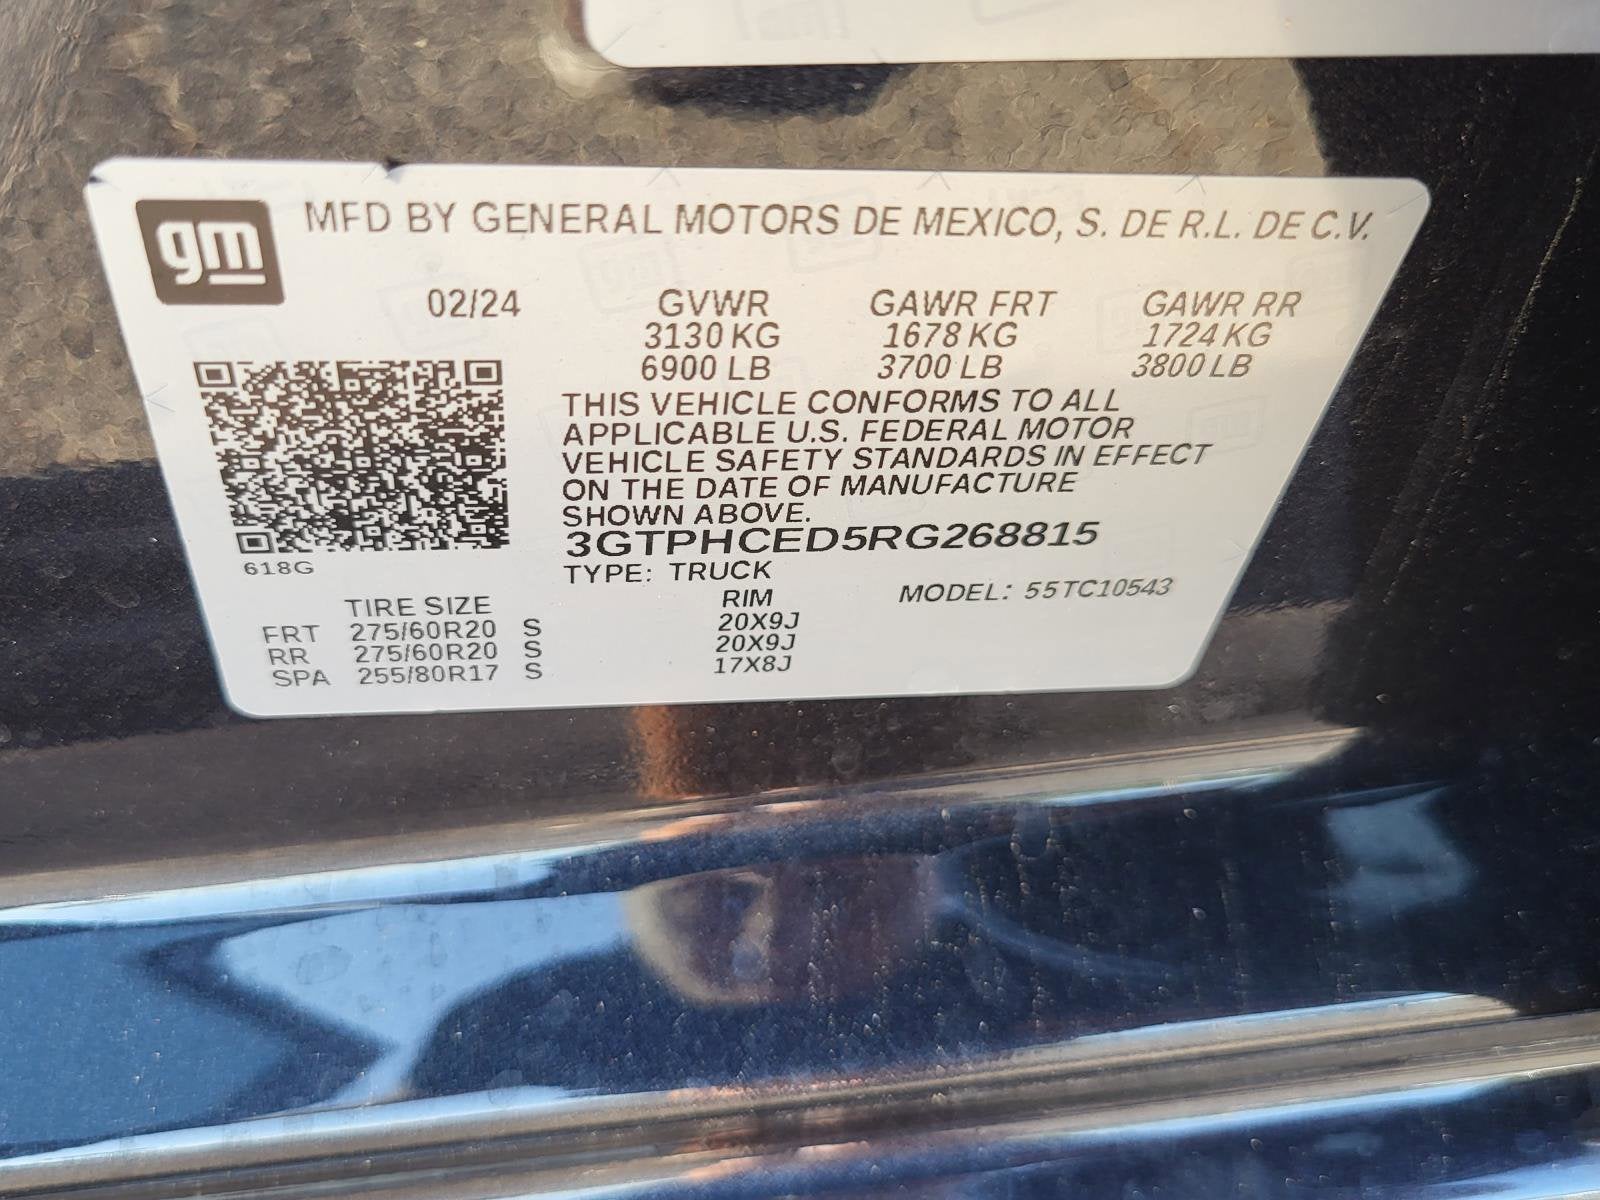 gm
MFD BY GENERAL MOTORS DE MEXICO, S. DE R.L. DE C.V.
02/24 GVWR GAWR FRT GAWR RR
3130 KG 1678 KG 1724 KG
6900 LB 3700 LB 3800 LB
THIS VEHICLE CONFORMS TO ALL
APPLICABLE U.S. FEDERAL MOTOR
VEHICLE SAFETY STANDARDS IN EFFECT
ON THE DATE OF MANUFACTURE
SHOWN ABOVE.
3GTPHCED5RG268815
618G
TYPE: TRUCK
MODEL: 55TC10543
TIRE SIZE RIM
FRT 275/60R20 S 20X9J
RR 275/60R20 S 20X9J
SPA 255/80R17 S 17X8J